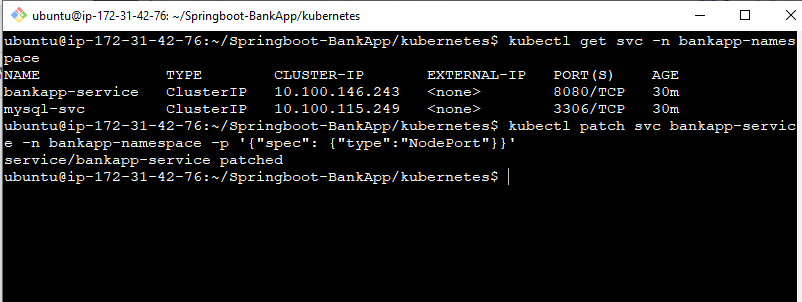 ubuntu@ip-172-31-42-76: ~/Springboot-BankApp/kubernetes
ubuntu@ip-172-31-42-76:~/Springboot-BankApp/kubernetes$ kubectl get svc -n bankapp-names
pace
NAME TYPE CLUSTER-IP EXTERNAL-IP PORT(S) AGE
bankapp-service ClusterIP 10.100.146.243 <none> 8080/TCP 30m
mysql-svc ClusterIP 10.100.115.249 <none> 3306/TCP 30m
ubuntu@ip-172-31-42-76:~/Springboot-BankApp/kubernetes$ kubectl patch svc bankapp-servic
e -n bankapp-namespace -p '{"spec": {"type":"NodePort"}}'
service/bankapp-service patched
ubuntu@ip-172-31-42-76:~/Springboot-BankApp/kubernetes$